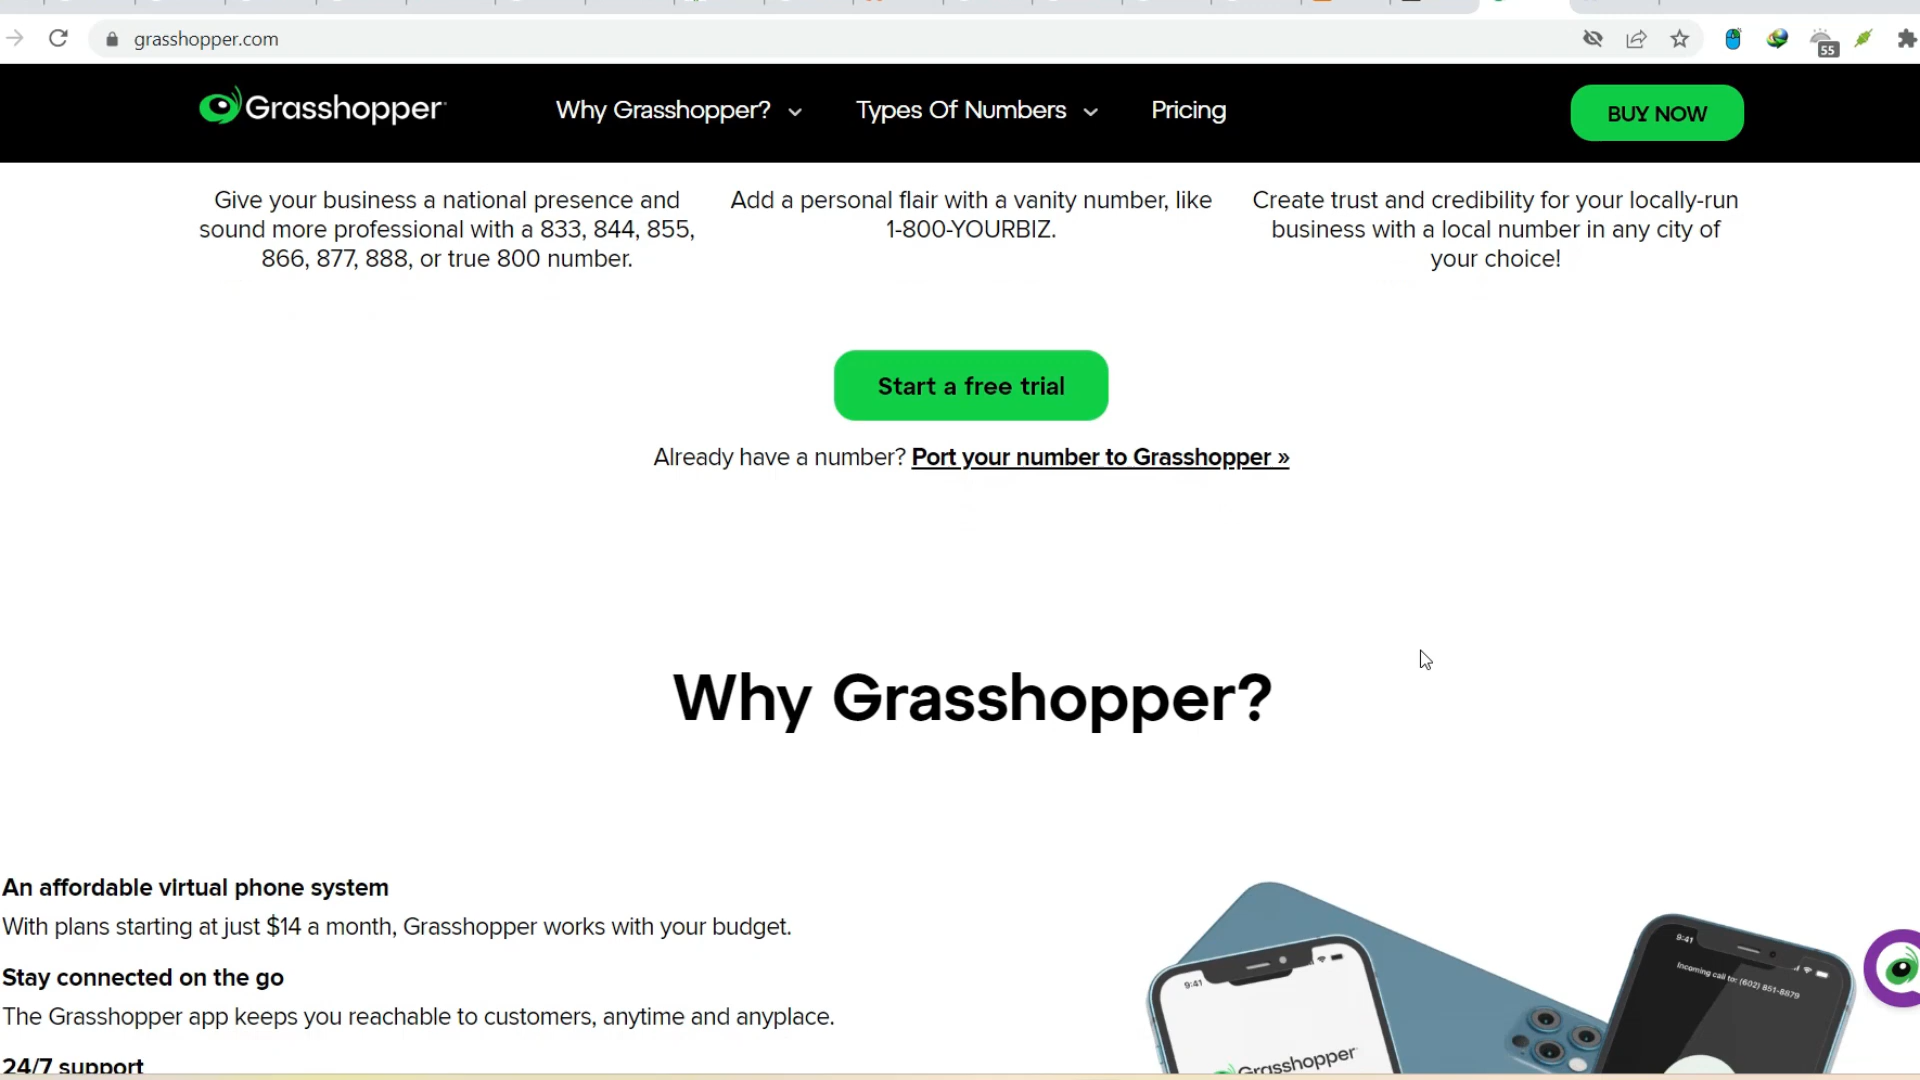 grasshopper.com
55
Grasshopper
Why Grasshopper?
Types Of Numbers
Pricing
BUY NOW
Give your business a national presence and
sound more professional with a 833, 844, 855,
866, 877, 888, or true 800 number.
Add a personal flair with a vanity number, like
1-800-YOURBIZ.
Create trust and credibility for your locally-run
business with a local number in any city of
your choice!
Start a free trial
Already have a number? Port your number to Grasshopper »
Why Grasshopper?
An affordable virtual phone system
With plans starting at just $14 a month, Grasshopper works with your budget.
Stay connected on the go
The Grasshopper app keeps you reachable to customers, anytime and anyplace.
24/7 support
9:41
Grasshopper
9:41
Incoming call to: (602) 851-8879